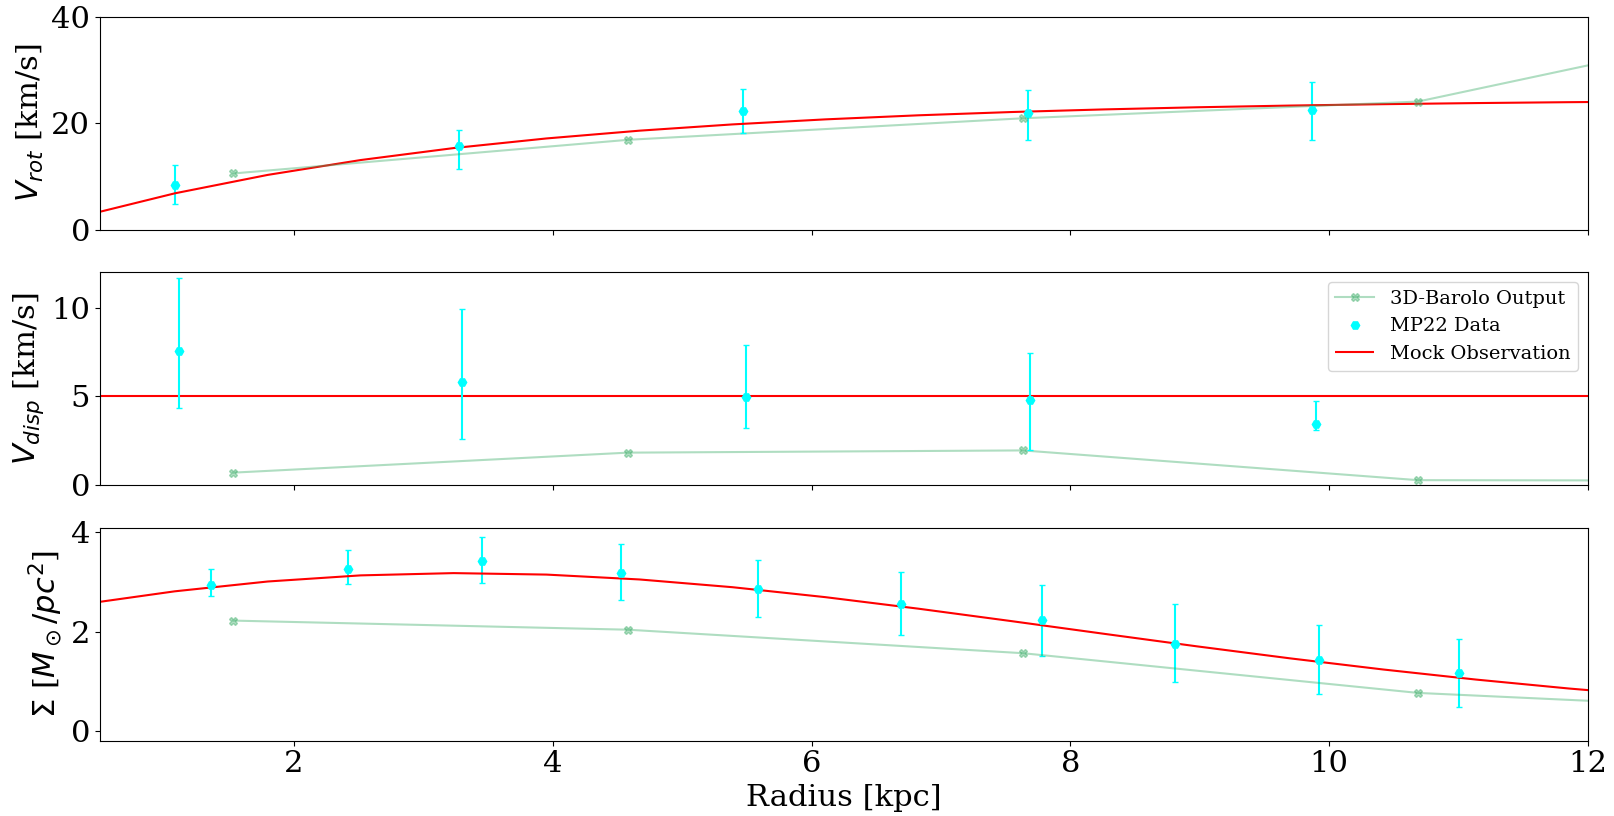 40
20
0
V_rot [km/s]
10
5
0
V_disp [km/s]
3D-Barolo Output
MP22 Data
Mock Observation
4
2
0
Σ [M_⊙/pc²]
2 4 6 8 10 12
Radius [kpc]